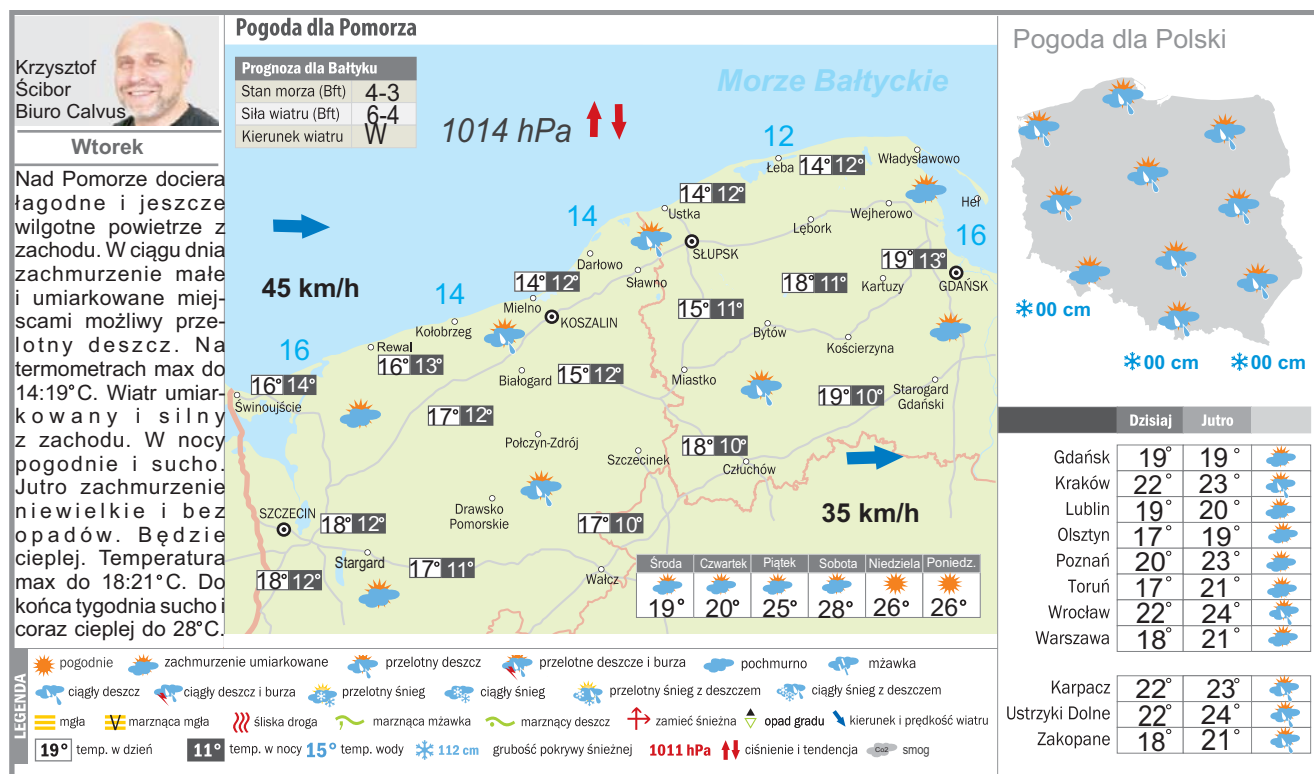 Krzysztof
Ścibor
Biuro Calvus
Wtorek
Nad Pomorze dociera
łagodne i jeszcze
wilgotne powietrze z
zachodu. W ciągu dnia
zachmurzenie małe
i umiarkowane miej-
scami możliwy prze-
lotny deszcz. Na
termometrach max do
14:19°C. Wiatr umiar-
kowany i silny
z zachodu. W nocy
pogodnie i sucho.
Jutro zachmurzenie
niewielkie i bez
opadów. Będzie
cieplej. Temperatura
max do 18:21°C. Do
końca tygodnia sucho i
coraz cieplej do 28°C.
Pogoda dla Pomorza
Prognoza dla Bałtyku
Stan morza (Bft) 4-3
Siła wiatru (Bft) 6-4
Kierunek wiatru W
Morze Bałtyckie
1014 hPa
12
Łeba 14° 12°
Władysławowo
14° 12°
Ustka
Hel
Wejherowo
14
Lębork
16
SŁUPSK
19° 13°
Darłowo
45 km/h
14° 12°
Sławno
18° 11°
Kartuzy
GDAŃSK
14
Mielno
15° 11°
KOSZALIN
Kołobrzeg
Bytów
Kościerzyna
16
Rewal
16° 13°
Białogard
15° 12°
Miastko
16° 14°
Świnoujście
19° 10°
Starogard
Gdański
17° 12°
Połczyn-Zdrój
18° 10°
Szczecinek
Człuchów
Drawsko
Pomorskie
35 km/h
SZCZECIN
18° 12°
17° 10°
Stargard
17° 11°
18° 12°
Wałcz
Środa Czwartek Piątek Sobota Niedziela Poniedz.
19° 20° 25° 28° 26° 26°
Pogoda dla Polski
00 cm
00 cm 00 cm
Dzisiaj Jutro
Gdańsk 19° 19°
Kraków 22° 23°
Lublin 19° 20°
Olsztyn 17° 19°
Poznań 20° 23°
Toruń 17° 21°
Wrocław 22° 24°
Warszawa 18° 21°
Karpacz 22° 23°
Ustrzyki Dolne 22° 24°
Zakopane 18° 21°
LEGENDA
pogodnie zachmurzenie umiarkowane przelotny deszcz przelotne deszcze i burza pochmurno mżawka
ciągły deszcz ciągły deszcz i burza przelotny śnieg ciągły śnieg przelotny śnieg z deszczem ciągły śnieg z deszczem
mgła marznąca mgła śliska droga marznąca mżawka marznący deszcz zamieć śnieżna opad gradu kierunek i prędkość wiatru
19° temp. w dzień 11° temp. w nocy 15° temp. wody 112 cm grubość pokrywy śnieżnej 1011 hPa ciśnienie i tendencja Co2 smog